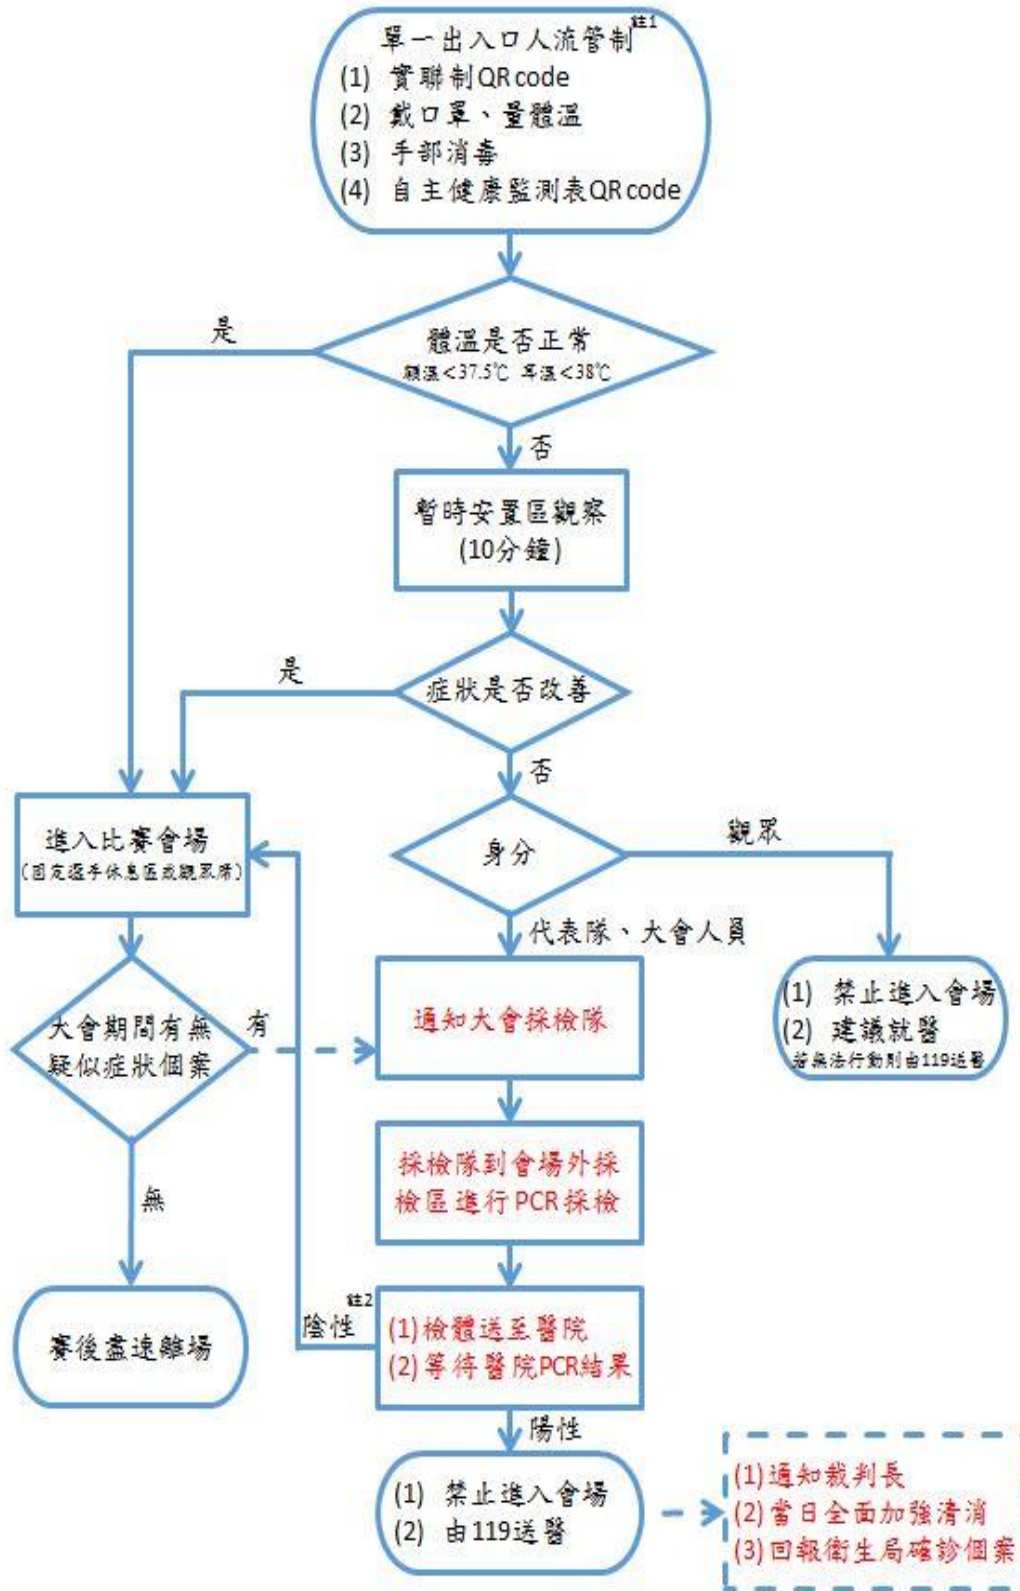 單一出入口人流管制註1
(1) 實聯制QR code
(2) 戴口罩、量體溫
(3) 手部消毒
(4) 自主健康監測表QR code
體溫是否正常
額溫＜37.5℃ 耳溫＜38℃
是
否
暫時安置區觀察
(10分鐘)
症狀是否改善
是
否
身分
觀眾
代表隊、大會人員
進入比賽會場
(固定選手休息區或觀眾席)
大會期間有無
疑似症狀個案
有
無
賽後盡速離場
通知大會採檢隊
(1) 禁止進入會場
(2) 建議就醫
若無法行動則由119送醫
採檢隊到會場外採
檢區進行PCR採檢
陰性註2
(1)檢體送至醫院
(2)等待醫院PCR結果
陽性
(1) 禁止進入會場
(2) 由119送醫
(1)通知裁判長
(2)當日全面加強清消
(3)回報衛生局確診個案